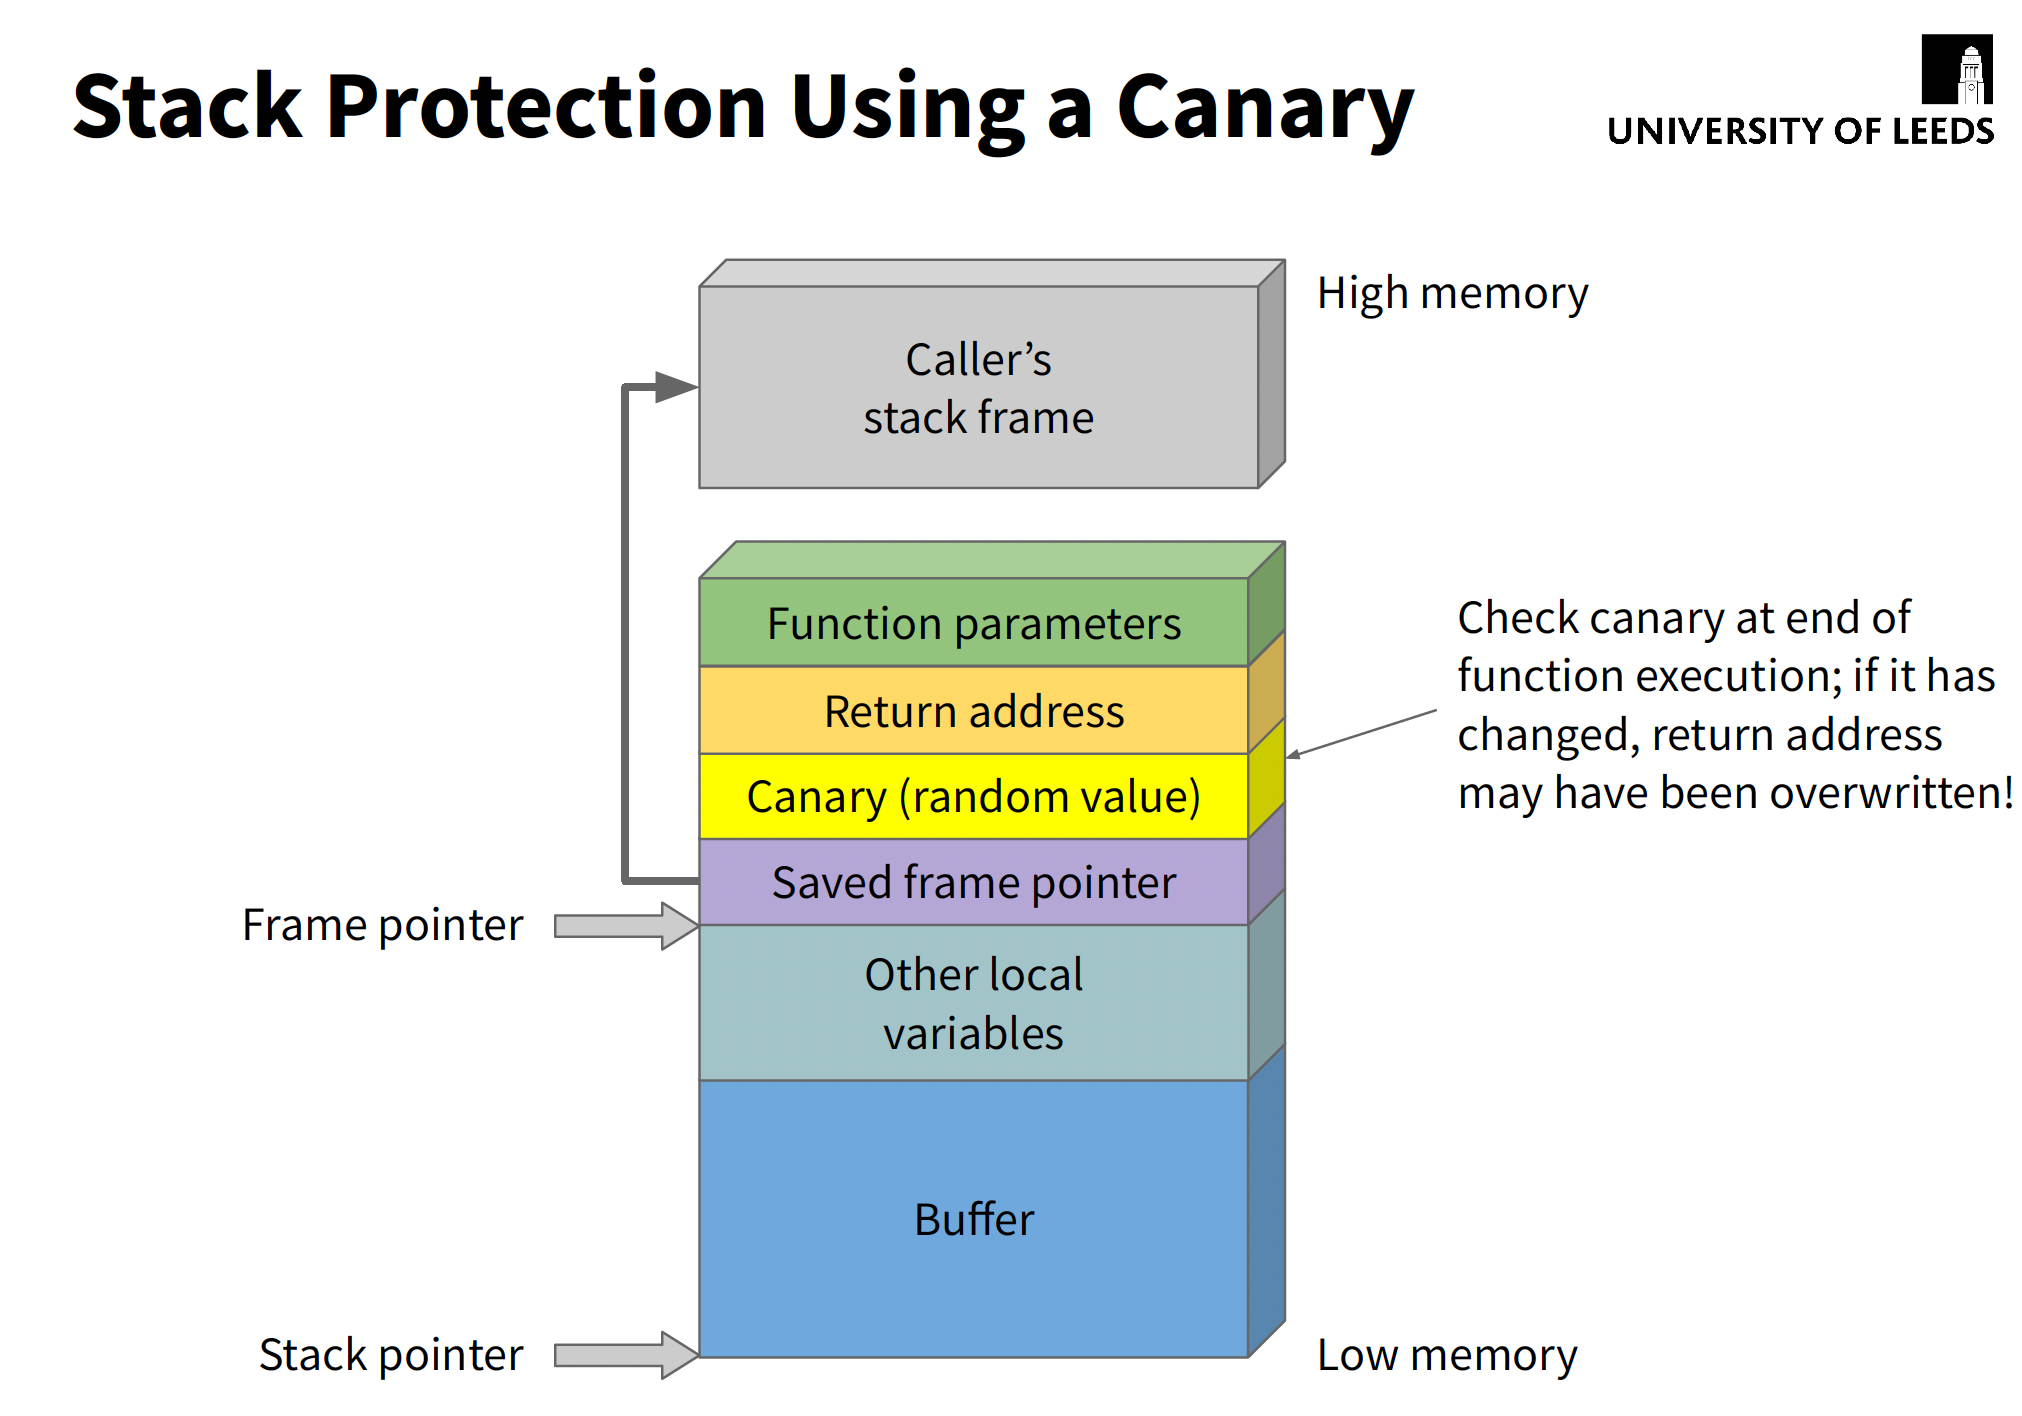 Stack Protection Using a Canary
UNIVERSITY OF LEEDS
High memory
Caller’s
stack frame
Function parameters
Return address
Canary (random value)
Saved frame pointer
Check canary at end of
function execution; if it has
changed, return address
may have been overwritten!
Frame pointer
Other local
variables
Buffer
Stack pointer
Low memory